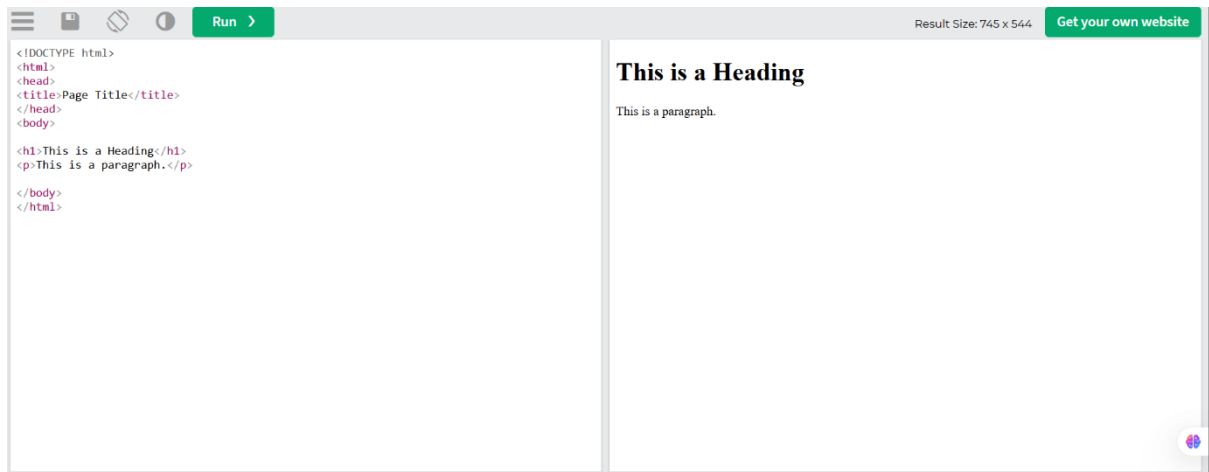 Run ❯
Result Size: 745 x 544
Get your own website
<!DOCTYPE html>
<html>
<head>
<title>Page Title</title>
</head>
<body>
<h1>This is a Heading</h1>
<p>This is a paragraph.</p>
</body>
</html>
This is a Heading
This is a paragraph.